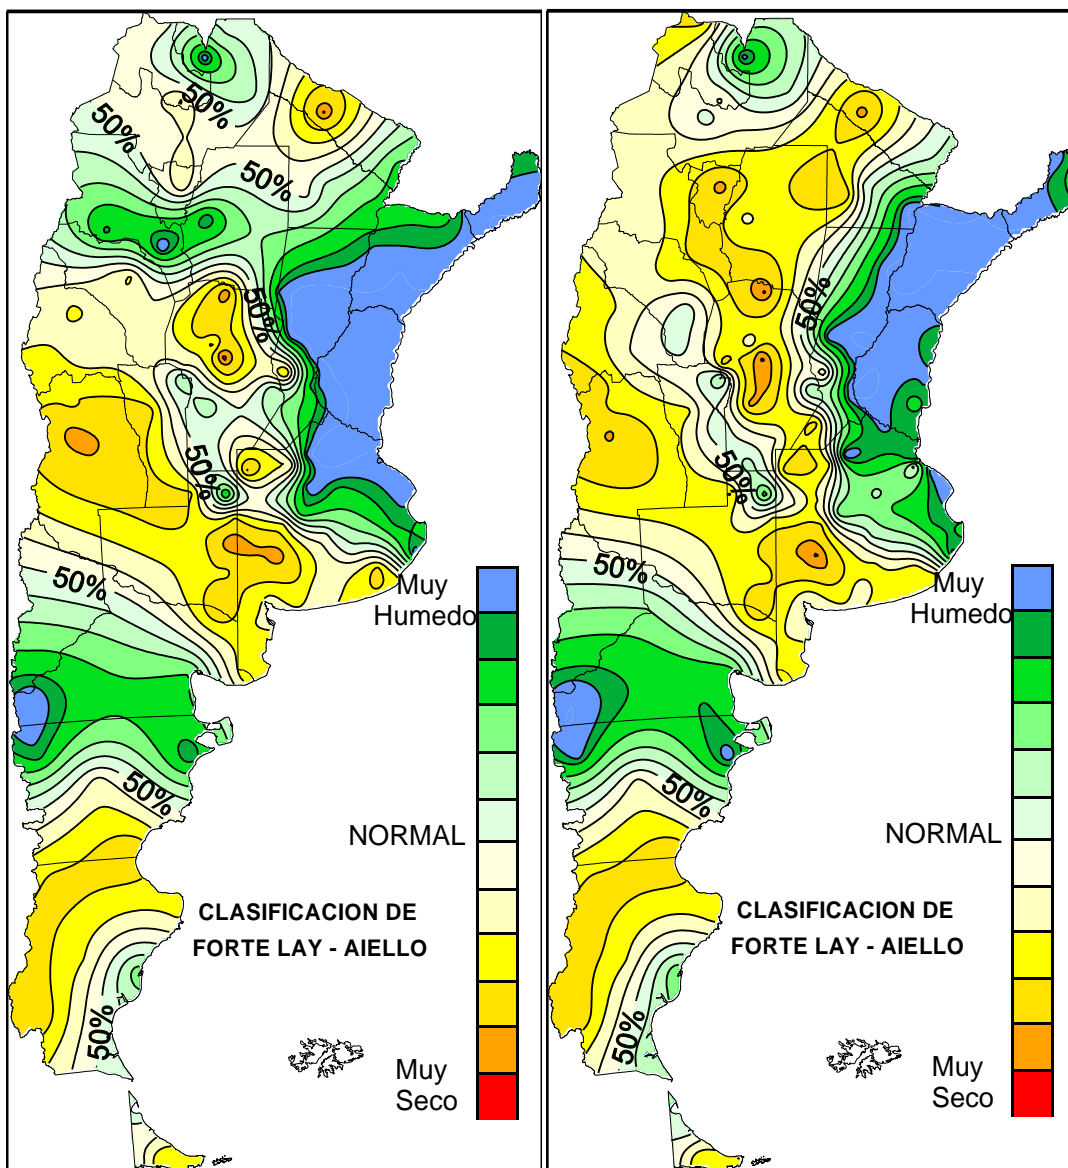 50%
50%
50%
50%
50%
50%
50%
50%
Muy
Humedo
NORMAL
CLASIFICACION DE
FORTE LAY - AIELLO
Muy
Seco
50%
50%
50%
50%
50%
Muy
Humedo
NORMAL
CLASIFICACION DE
FORTE LAY - AIELLO
Muy
Seco